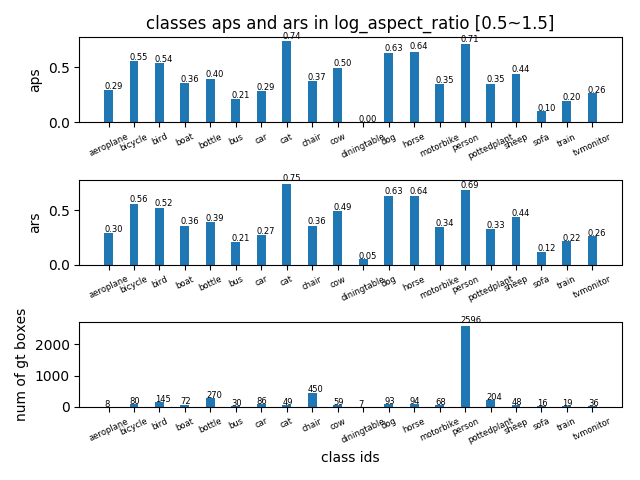 classes aps and ars in log_aspect_ratio [0.5~1.5]
aps
0.5
0.0
0.29 0.55 0.54 0.36 0.40 0.21 0.29 0.74 0.37 0.50 0.00 0.63 0.64 0.35 0.71 0.35 0.44 0.10 0.20 0.26
aeroplane bicycle bird boat bottle bus car cat chair cow diningtable dog horse motorbike person pottedplant sheep sofa train tvmonitor
ars
0.5
0.0
0.30 0.56 0.52 0.36 0.39 0.21 0.27 0.75 0.36 0.49 0.05 0.63 0.64 0.34 0.69 0.33 0.44 0.12 0.22 0.26
aeroplane bicycle bird boat bottle bus car cat chair cow diningtable dog horse motorbike person pottedplant sheep sofa train tvmonitor
num of gt boxes
2000
1000
0
8 80 145 72 270 30 86 49 450 59 7 93 94 68 2596 204 48 16 19 36
aeroplane bicycle bird boat bottle bus car cat chair cow diningtable dog horse motorbike person pottedplant sheep sofa train tvmonitor
class ids